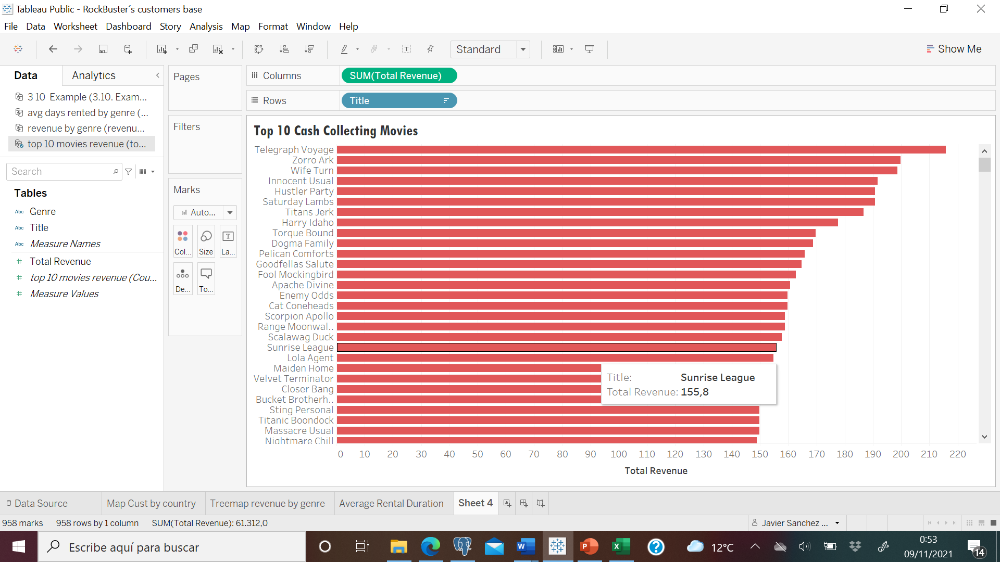 Tableau Public - RockBuster´s customers base
File Data Worksheet Dashboard Story Analysis Map Format Window Help
Standard
Show Me
Data Analytics
3 10 Example (3.10. Exam...
avg days rented by genre (...
revenue by genre (revenu...
top 10 movies revenue (to...
Search
Tables
Abc Genre
Abc Title
Abc Measure Names
# Total Revenue
# top 10 movies revenue (Cou...
# Measure Values
Pages
Filters
Marks
Auto...
Col... Size La...
De... To...
Columns SUM(Total Revenue)
Rows Title
Top 10 Cash Collecting Movies
Telegraph Voyage
Zorro Ark
Wife Turn
Innocent Usual
Hustler Party
Saturday Lambs
Titans Jerk
Harry Idaho
Torque Bound
Dogma Family
Pelican Comforts
Goodfellas Salute
Fool Mockingbird
Apache Divine
Enemy Odds
Cat Coneheads
Scorpion Apollo
Range Moonwal..
Scalawag Duck
Sunrise League
Lola Agent
Maiden Home
Velvet Terminator
Closer Bang
Bucket Brotherh..
Sting Personal
Titanic Boondock
Massacre Usual
Nightmare Chill
Title: Sunrise League
Total Revenue: 155,8
0 10 20 30 40 50 60 70 80 90 100 110 120 130 140 150 160 170 180 190 200 210 220
Total Revenue
Data Source Map Cust by country Treemap revenue by genre Average Rental Duration Sheet 4
958 marks 958 rows by 1 column SUM(Total Revenue): 61.312,0
Javier Sanchez ...
Escribe aquí para buscar
12°C
0:53
09/11/2021
14